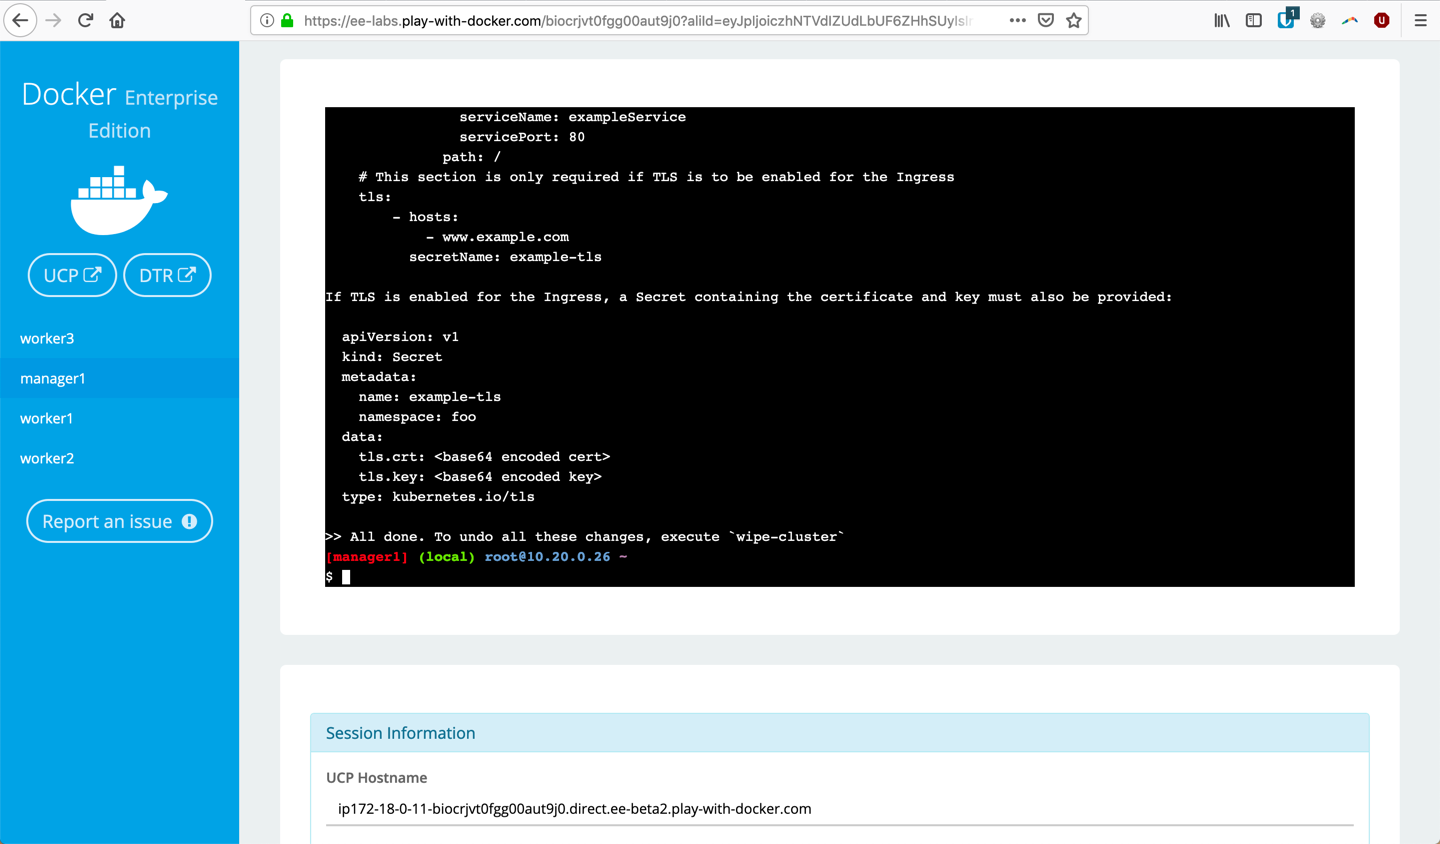 https://ee-labs.play-with-docker.com/biocrjvt0fgg00aut9j0?aliId=
1
Docker Enterprise
Edition
UCP
DTR
worker3
manager1
worker1
worker2
Report an issue
serviceName: exampleService
servicePort: 80
path: /
# This section is only required if TLS is to be enabled for the Ingress
tls:
- hosts:
- www.example.com
secretName: example-tls
If TLS is enabled for the Ingress, a Secret containing the certificate and key must also be provided:
apiVersion: v1
kind: Secret
metadata:
name: example-tls
namespace: foo
data:
tls.crt: <base64 encoded cert>
tls.key: <base64 encoded key>
type: kubernetes.io/tls
>> All done. To undo all these changes, execute `wipe-cluster`
[manager1] (local) root@10.20.0.26 ~
$
Session Information
UCP Hostname
ip172-18-0-11-biocrjvt0fgg00aut9j0.direct.ee-beta2.play-with-docker.com